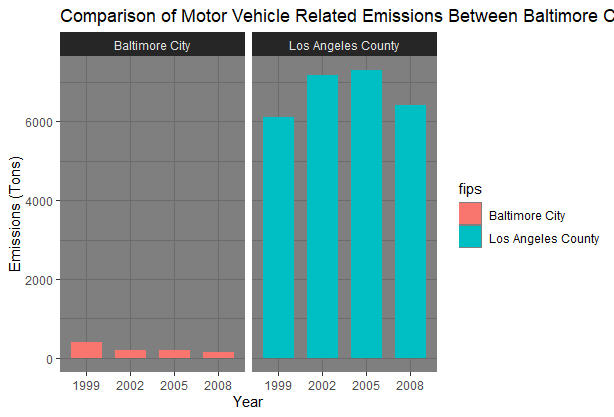 Comparison of Motor Vehicle Related Emissions Between Baltimore
Baltimore City
Los Angeles County
6000
4000
2000
0
Emissions (Tons)
1999 2002 2005 2008
1999 2002 2005 2008
Year
fips
Baltimore City
Los Angeles County